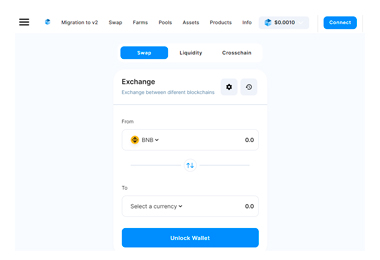 Migration to v2 Swap Farms Pools Assets Products Info $0.0010 Connect
Swap Liquidity Crosschain
Exchange
Exchange between diferent blockchains
From
BNB 0.0
To
Select a currency 0.0
Unlock Wallet